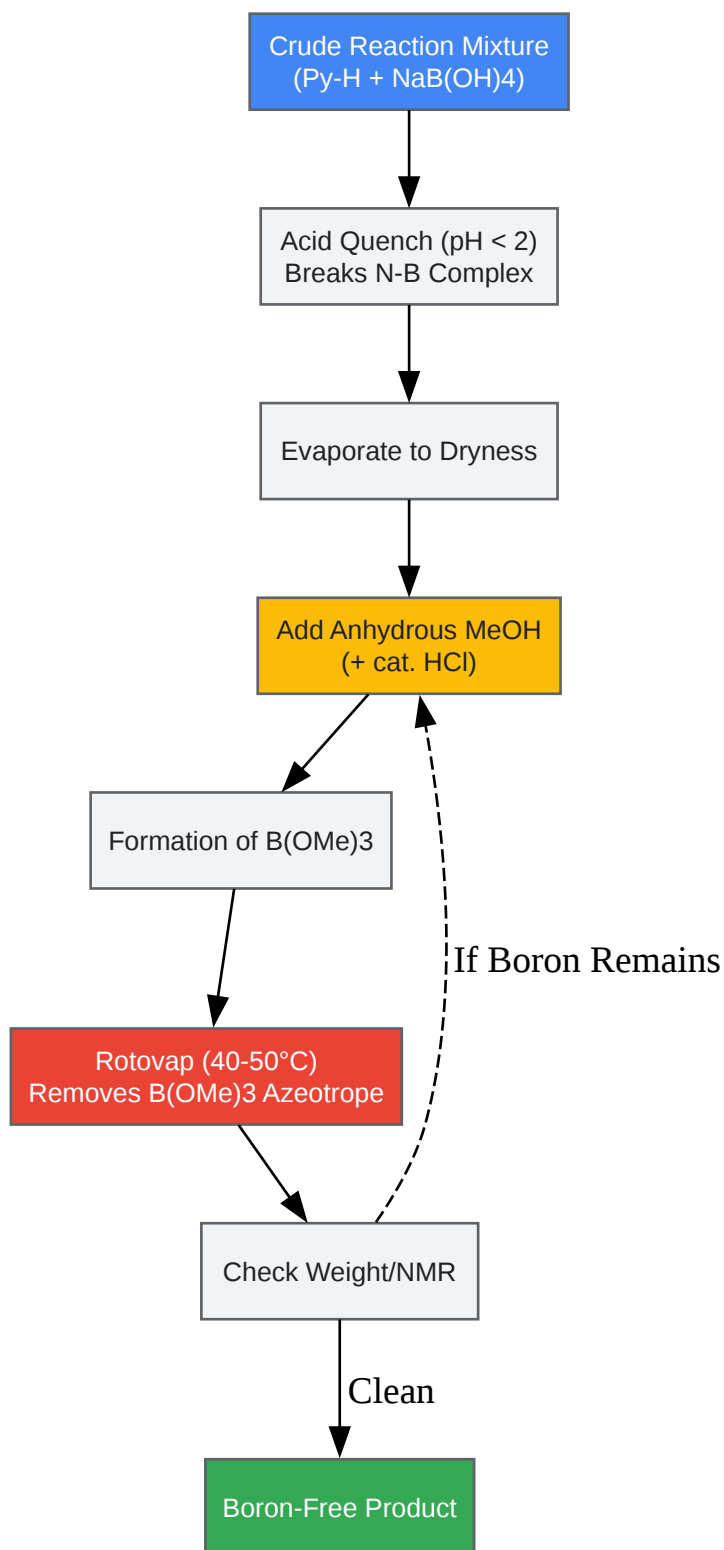 Crude Reaction Mixture
(Py-H + NaB(OH)4)
Acid Quench (pH < 2)
Breaks N-B Complex
Evaporate to Dryness
Add Anhydrous MeOH
(+ cat. HCl)
Formation of B(OMe)3
If Boron Remains
Rotovap (40-50°C)
Removes B(OMe)3 Azeotrope
Check Weight/NMR
Clean
Boron-Free Product